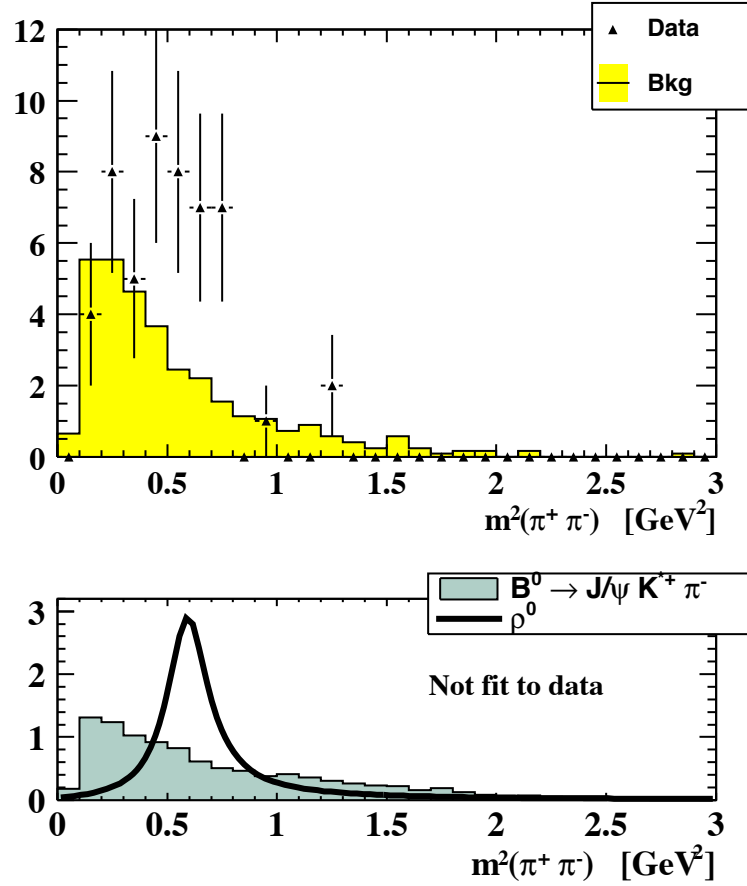 Data
Bkg
12
10
8
6
4
2
0
0 0.5 1 1.5 2 2.5 3
m²(π⁺ π⁻) [GeV²]
B⁰ → J/ψ K*⁺ π⁻
ρ⁰
3
Not fit to data
2
1
0
0 0.5 1 1.5 2 2.5 3
m²(π⁺ π⁻) [GeV²]